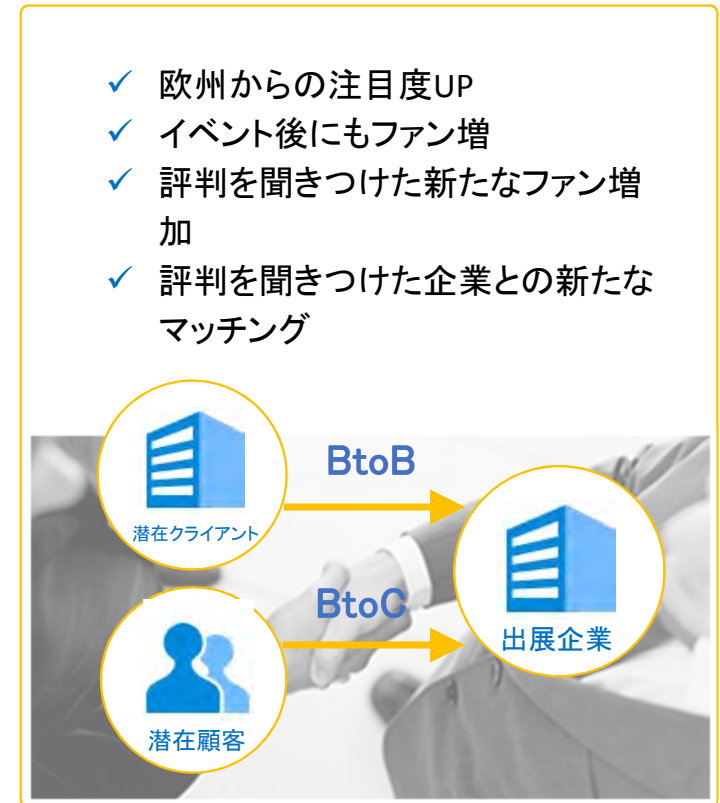 欧州からの注目度UP
イベント後にもファン増
評判を聞きつけた新たなファン増
加
評判を聞きつけた企業との新たな
マッチング
BtoB
潜在クライアント
BtoC
出展企業
潜在顧客